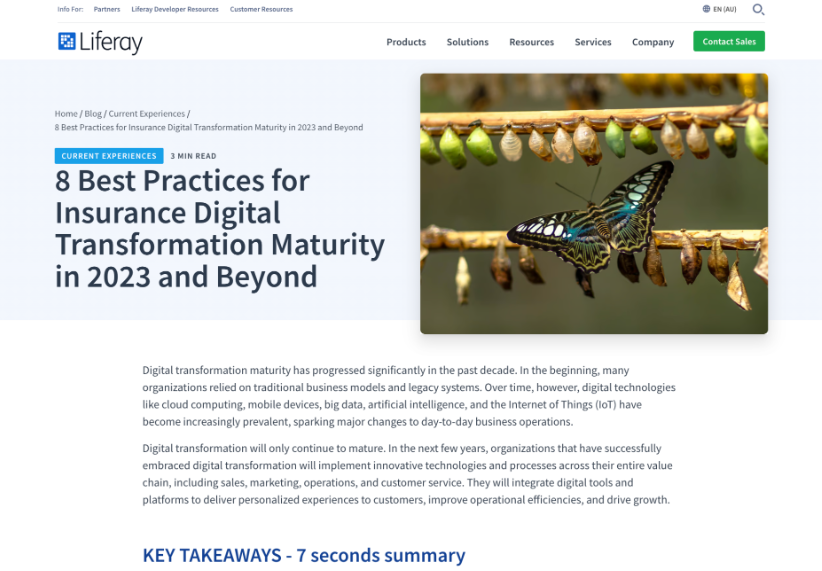 Info For: Partners Liferay Developer Resources Customer Resources EN (AU)
Liferay Products Solutions Resources Services Company Contact Sales
Home / Blog / Current Experiences /
8 Best Practices for Insurance Digital Transformation Maturity in 2023 and Beyond
CURRENT EXPERIENCES 3 MIN READ
8 Best Practices for
Insurance Digital
Transformation Maturity
in 2023 and Beyond
Digital transformation maturity has progressed significantly in the past decade. In the beginning, many
organizations relied on traditional business models and legacy systems. Over time, however, digital technologies
like cloud computing, mobile devices, big data, artificial intelligence, and the Internet of Things (IoT) have
become increasingly prevalent, sparking major changes to day-to-day business operations.
Digital transformation will only continue to mature. In the next few years, organizations that have successfully
embraced digital transformation will implement innovative technologies and processes across their entire value
chain, including sales, marketing, operations, and customer service. They will integrate digital tools and
platforms to deliver personalized experiences to customers, improve operational efficiencies, and drive growth.
KEY TAKEAWAYS - 7 seconds summary